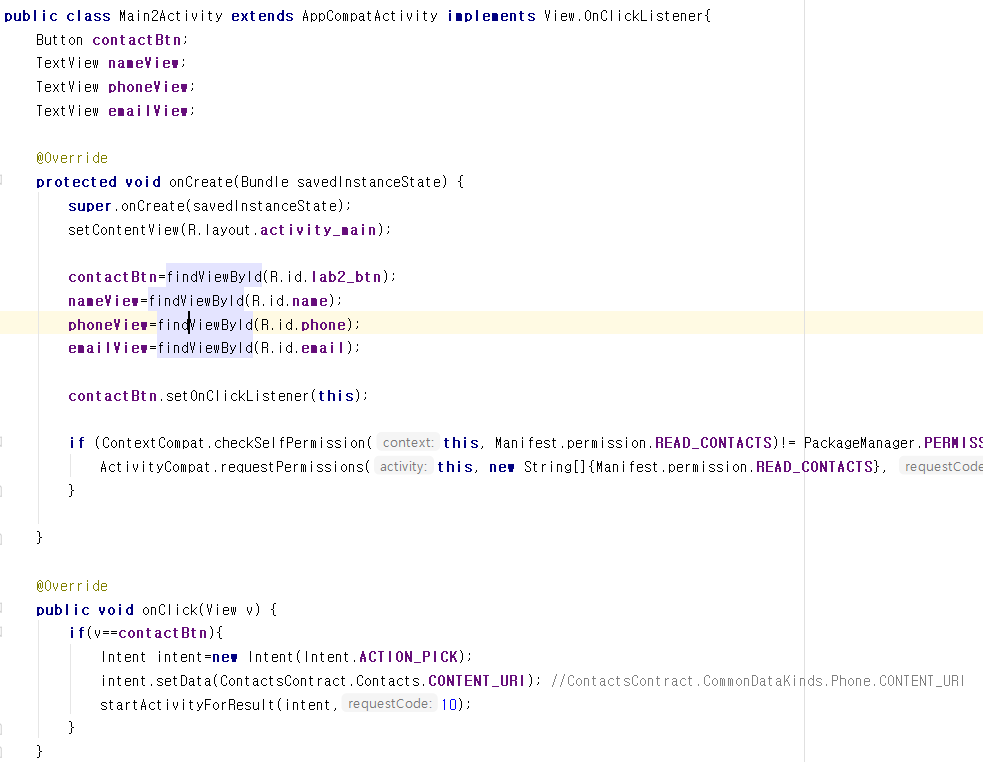 public class Main2Activity extends AppCompatActivity implements View.OnClickListener{
Button contactBtn;
TextView nameView;
TextView phoneView;
TextView emailView;
@Override
protected void onCreate(Bundle savedInstanceState) {
super.onCreate(savedInstanceState);
setContentView(R.layout.activity_main);
contactBtn=findViewById(R.id.lab2_btn);
nameView=findViewById(R.id.name);
phoneView=findViewById(R.id.phone);
emailView=findViewById(R.id.email);
contactBtn.setOnClickListener(this);
if (ContextCompat.checkSelfPermission( context: this, Manifest.permission.READ_CONTACTS)!= PackageManager.PERMISS
ActivityCompat.requestPermissions( activity: this, new String[]{Manifest.permission.READ_CONTACTS}, requestCode
}
}
@Override
public void onClick(View v) {
if(v==contactBtn){
Intent intent=new Intent(Intent.ACTION_PICK);
intent.setData(ContactsContract.Contacts.CONTENT_URI); //ContactsContract.CommonDataKinds.Phone.CONTENT_URI
startActivityForResult(intent, requestCode: 10);
}
}